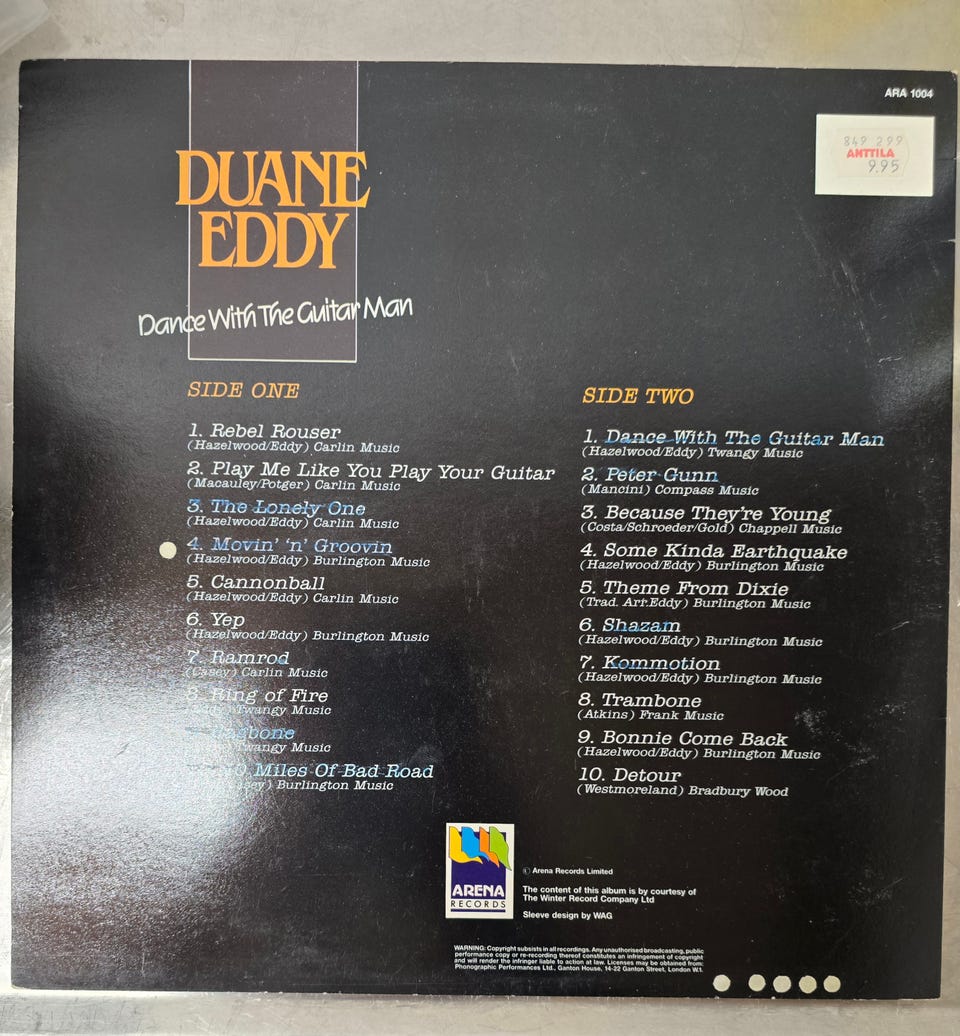 ARA 1004
849 299
ANTTILA
9.95
DUANE
EDDY
Dance With The Guitar Man
SIDE ONE
1. Rebel Rouser
(Hazelwood/Eddy) Carlin Music
2. Play Me Like You Play Your Guitar
(Macauley/Potger) Carlin Music
3. The Lonely One
(Hazelwood/Eddy) Carlin Music
4. Movin' 'n' Groovin
(Hazelwood/Eddy) Burlington Music
5. Cannonball
(Hazelwood/Eddy) Carlin Music
6. Yep
(Hazelwood/Eddy) Burlington Music
7. Ramrod
(Casey) Carlin Music
8. Ring of Fire
(Eddy) Twangy Music
Twangy Music
Miles Of Bad Road
Burlington Music
SIDE TWO
1. Dance With The Guitar Man
(Hazelwood/Eddy) Twangy Music
2. Peter Gunn
(Mancini) Compass Music
3. Because They're Young
(Costa/Schroeder/Gold) Chappell Music
4. Some Kinda Earthquake
(Hazelwood/Eddy) Burlington Music
5. Theme From Dixie
(Trad. Arr.Eddy) Burlington Music
6. Shazam
(Hazelwood/Eddy) Burlington Music
7. Kommotion
(Hazelwood/Eddy) Burlington Music
8. Trambone
(Atkins) Frank Music
9. Bonnie Come Back
(Hazelwood/Eddy) Burlington Music
10. Detour
(Westmoreland) Bradbury Wood
ARENA
RECORDS
Arena Records Limited
The content of this album is by courtesy of
The Winter Record Company Ltd
Sleeve design by WAG
WARNING: Copyright subsists in all recordings. Any unauthorised broadcasting, public
performance copy or re-recording thereof constitutes an infringement of copyright
and will render the infringer liable to action at law. Licenses may be obtained from:
Phonographic Performances Ltd., Ganton House, 14-22 Ganton Street, London W.1.